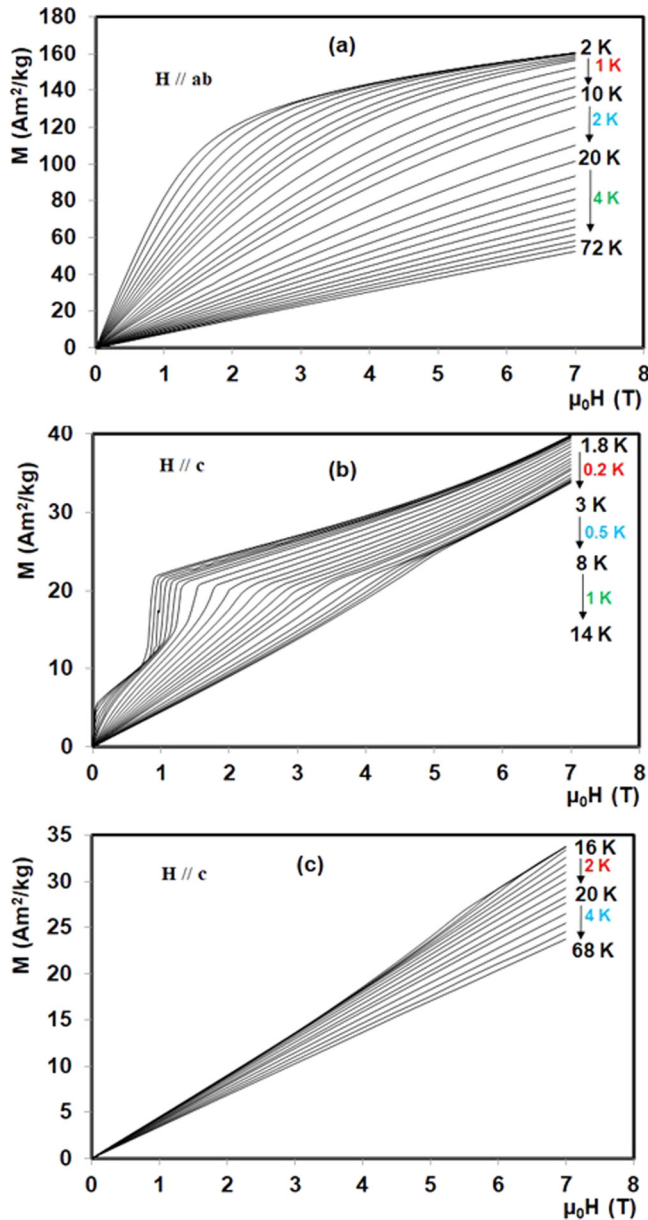 (a)
H // ab
M (Am²/kg)
180
160
140
120
100
80
60
40
20
0
2 K
1 K
10 K
2 K
20 K
4 K
72 K
0 1 2 3 4 5 6 7 8
μ₀H (T)
H // c
(b)
M (Am²/kg)
40
30
20
10
0
1.8 K
0.2 K
3 K
0.5 K
8 K
1 K
14 K
0 1 2 3 4 5 6 7 8
μ₀H (T)
H // c
(c)
M (Am²/kg)
35
30
25
20
15
10
5
0
16 K
2 K
20 K
4 K
68 K
0 1 2 3 4 5 6 7 8
μ₀H (T)